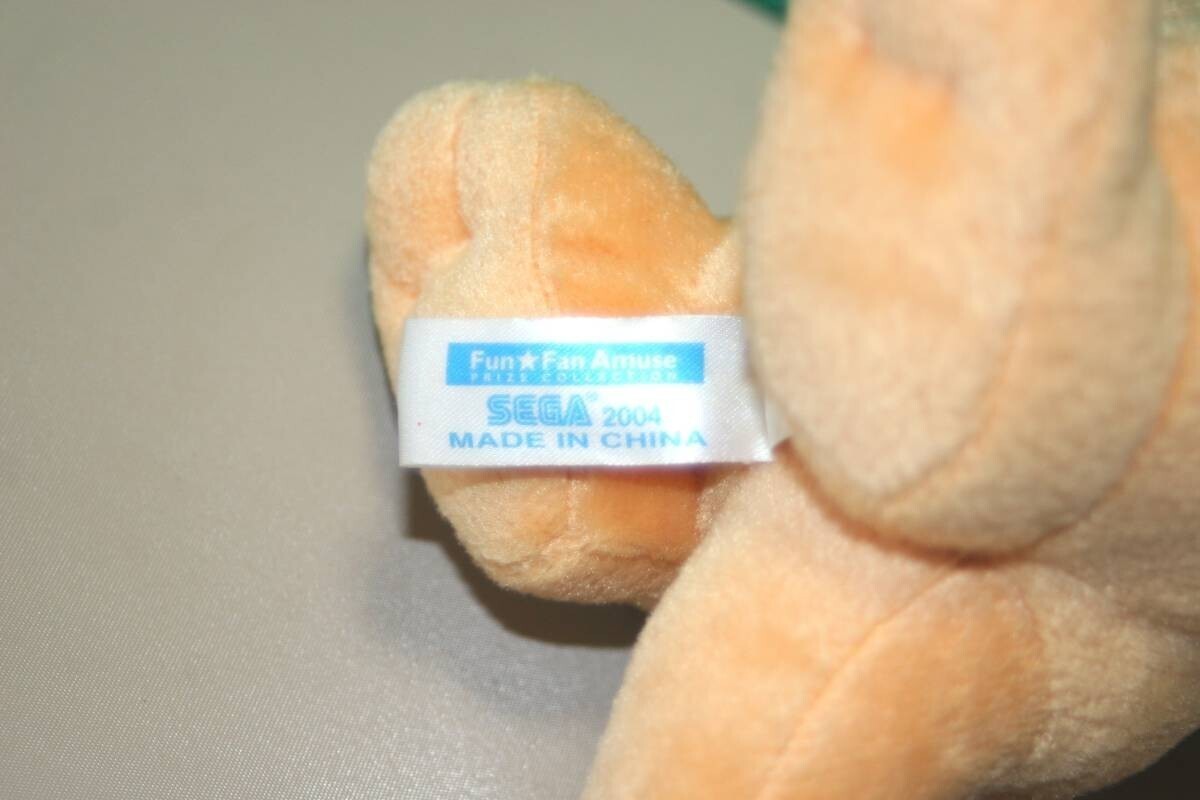 Fun★Fan Amuse
PRIZE COLLECTION
SEGA® 2004
MADE IN CHINA